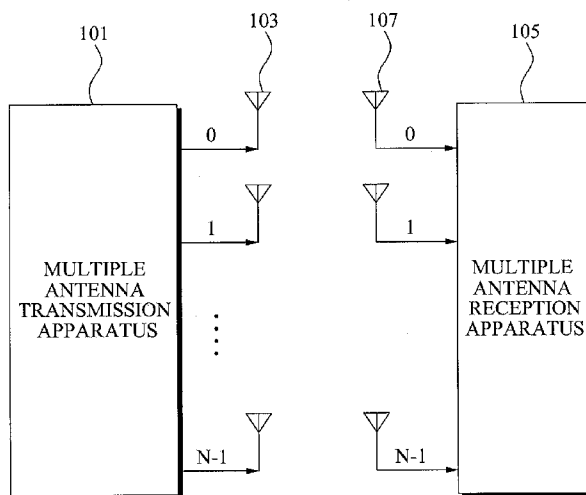 101
103
107
105
0
0
1
1
MULTIPLE
ANTENNA
TRANSMISSION
APPARATUS
MULTIPLE
ANTENNA
RECEPTION
APPARATUS
N-1
N-1